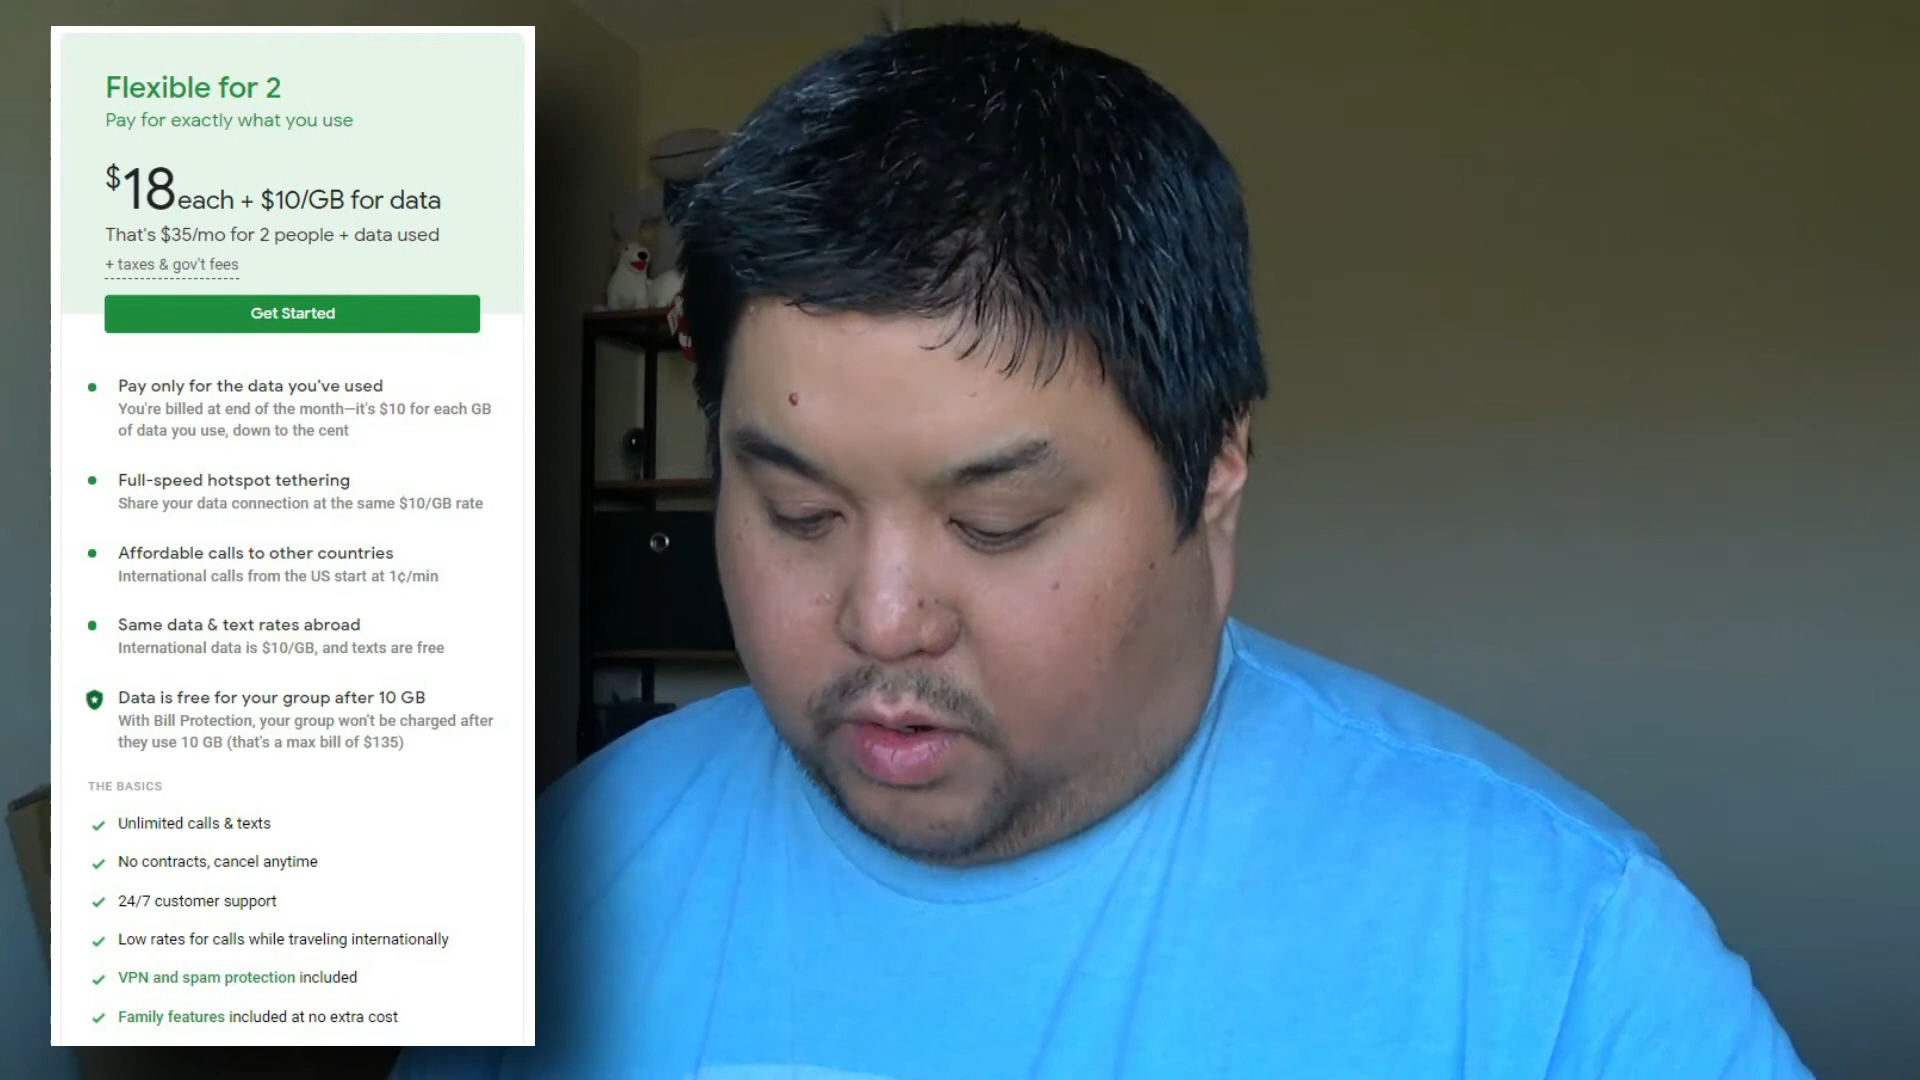 Flexible for 2
Pay for exactly what you use
$18 each + $10/GB for data
That's $35/mo for 2 people + data used
+ taxes & gov't fees
Get Started
Pay only for the data you've used
You're billed at end of the month—it's $10 for each GB
of data you use, down to the cent
Full-speed hotspot tethering
Share your data connection at the same $10/GB rate
Affordable calls to other countries
International calls from the US start at 1¢/min
Same data & text rates abroad
International data is $10/GB, and texts are free
Data is free for your group after 10 GB
With Bill Protection, your group won't be charged after
they use 10 GB (that's a max bill of $135)
THE BASICS
Unlimited calls & texts
No contracts, cancel anytime
24/7 customer support
Low rates for calls while traveling internationally
VPN and spam protection included
Family features included at no extra cost